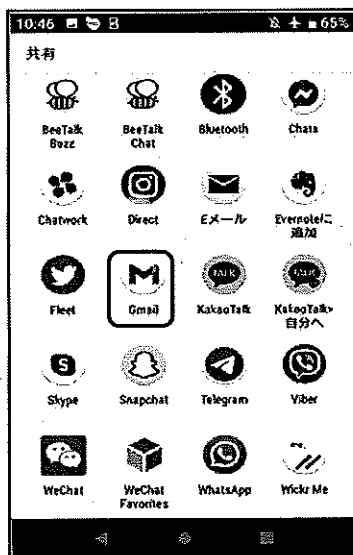 10:46 65%
共有
BeeTalk Buzz
BeeTalk Chat
Bluetooth
Chats
Chatwork
Direct
Eメール
Evernoteに追加
Fleet
Gmail
TALK
KakaoTalk
TALK
KakaoTalk・自分へ
Skype
Snapchat
Telegram
Viber
WeChat
WeChat Favorites
WhatsApp
Wickr Me